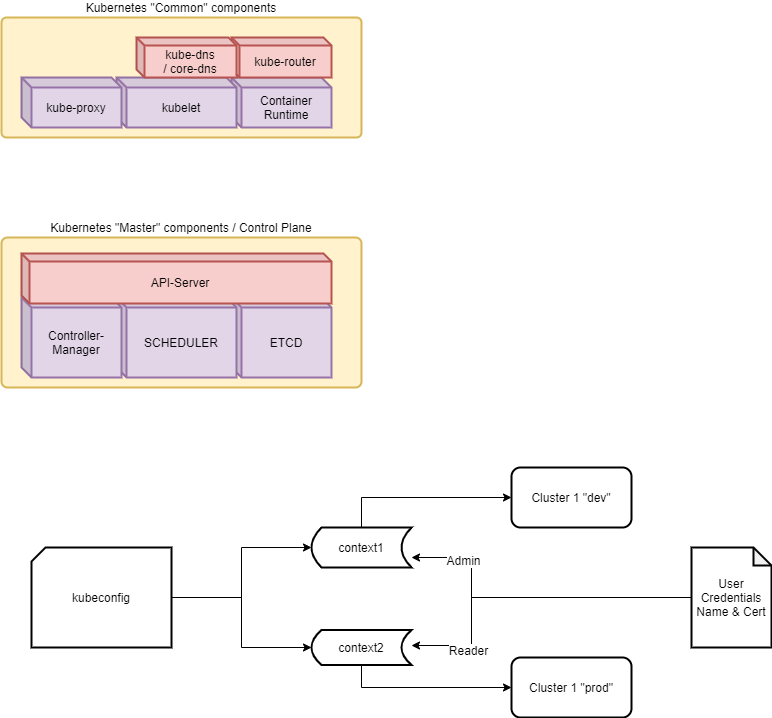 Kubernetes "Common" components
kube-dns
/ core-dns
kube-router
kube-proxy
kubelet
Container
Runtime
Kubernetes "Master" components / Control Plane
API-Server
Controller-
Manager
SCHEDULER
ETCD
Cluster 1 "dev"
context1
Admin
kubeconfig
User
Credentials
Name & Cert
context2
Reader
Cluster 1 "prod"